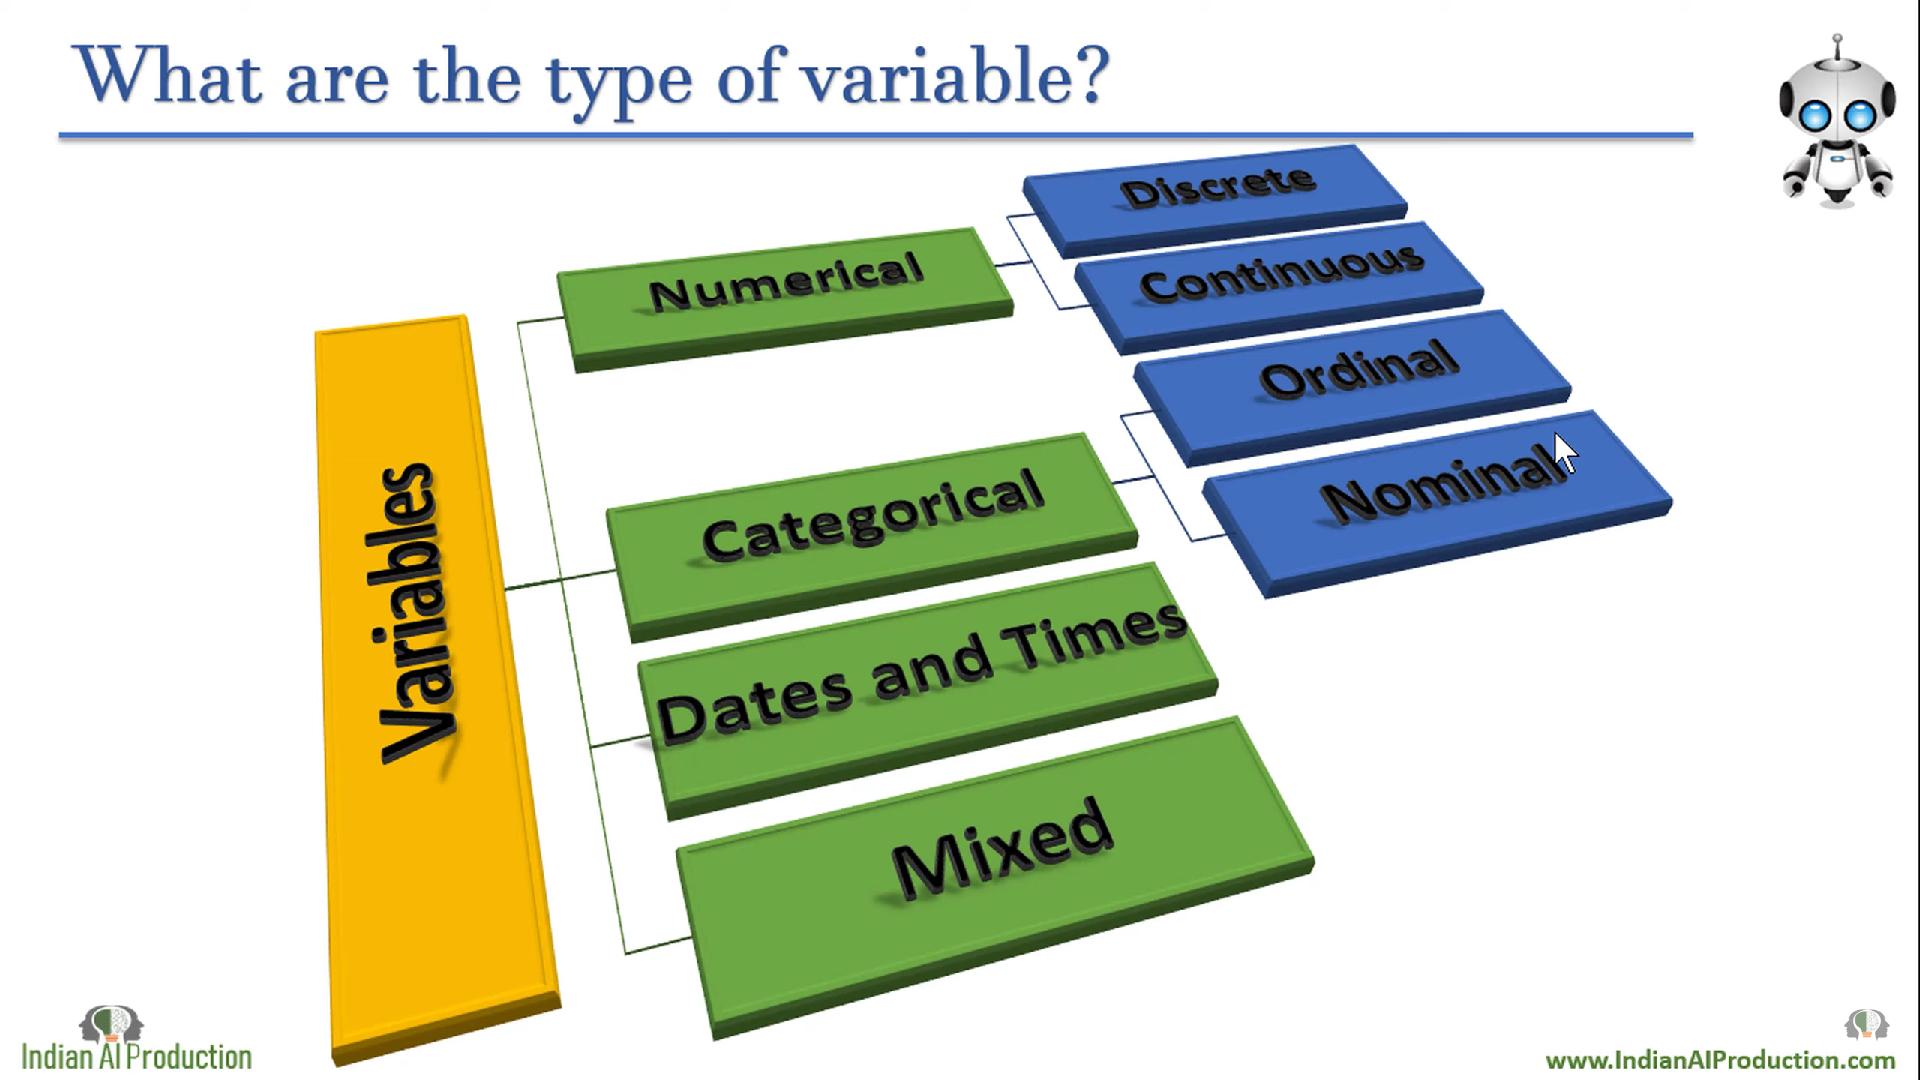 What are the type of variable?
Discrete
Numerical
Continuous
Ordinal
Nominal
Categorical
Variables
Dates and Times
Mixed
Indian AI Production
www.IndianAIProduction.com